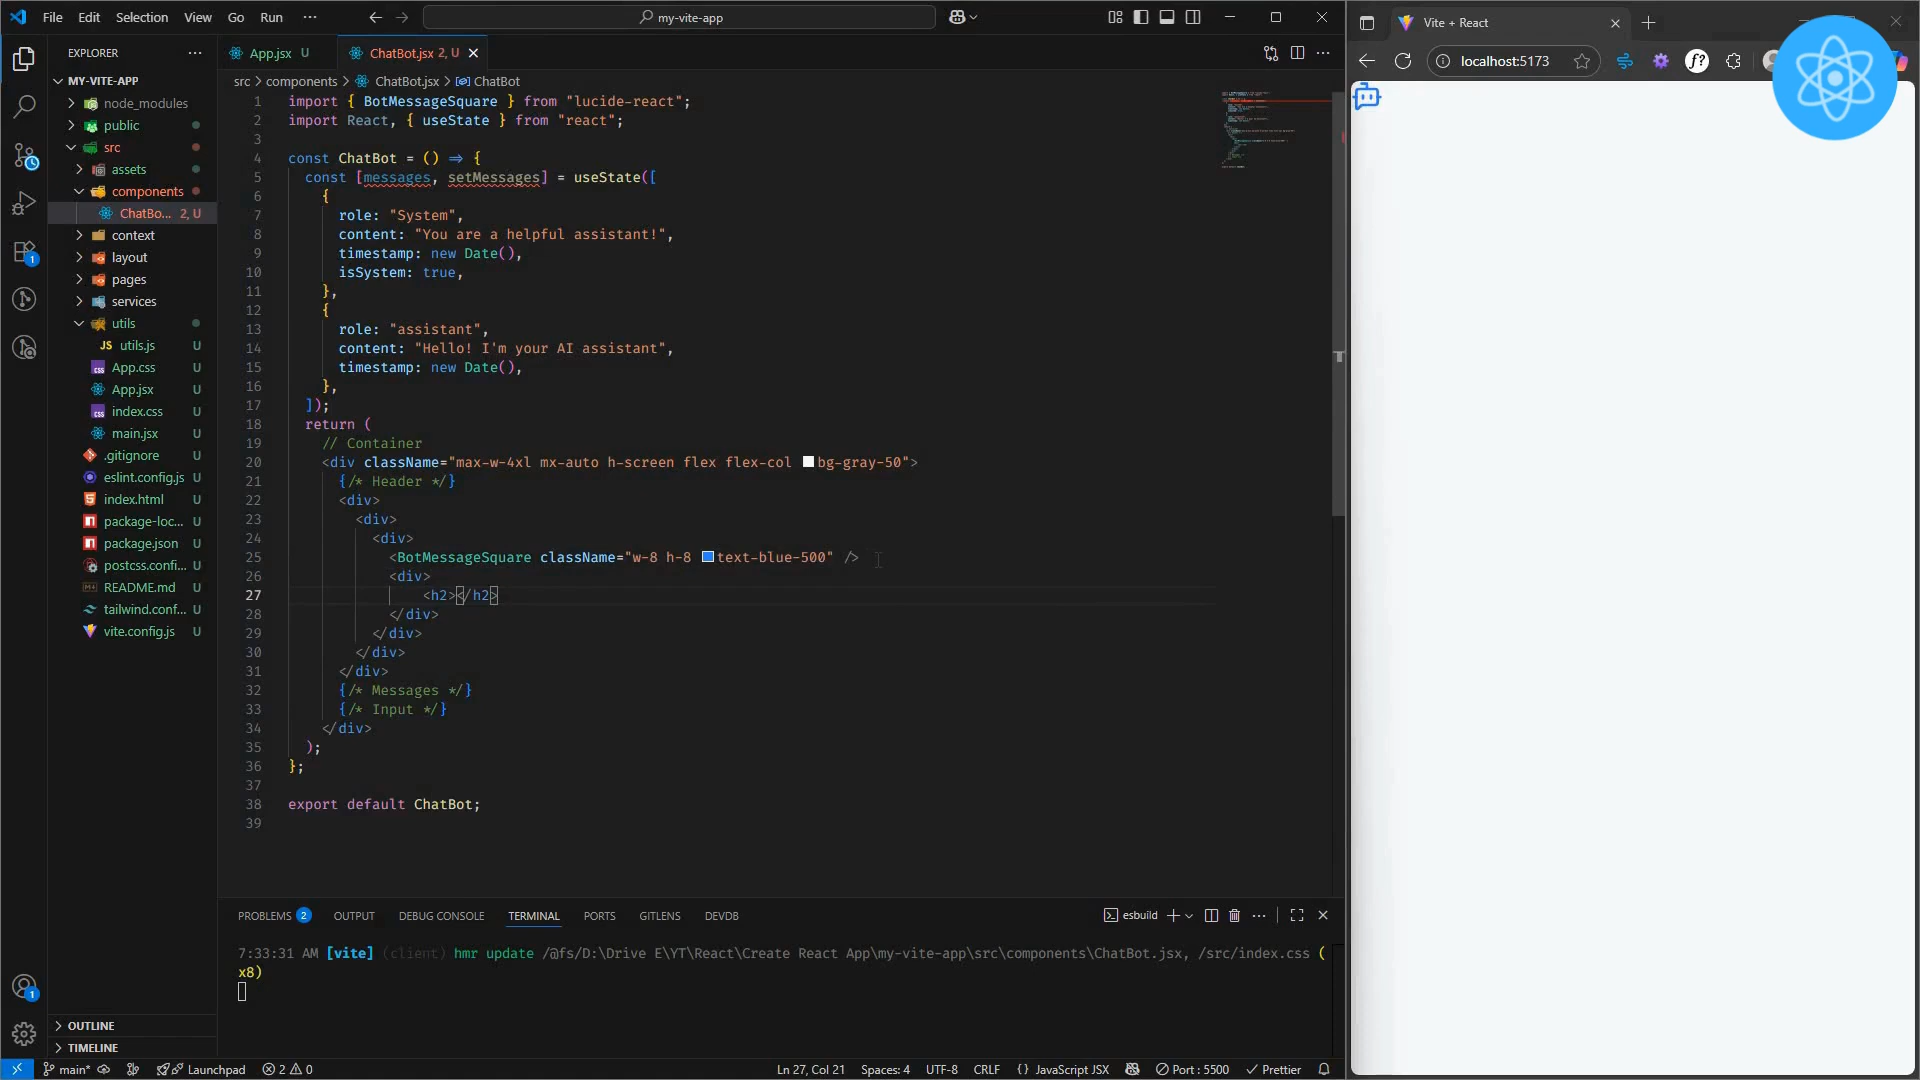 File Edit Selection View Go Run ··· my-vite-app
EXPLORER ···
MY-VITE-APP
node_modules
public
src
assets
components
ChatBo... 2, U
context
layout
pages
services
utils
utils.js U
App.css U
App.jsx U
index.css U
main.jsx U
.gitignore U
eslint.config.js U
index.html U
package-loc... U
package.json U
postcss.confi... U
README.md U
tailwind.conf... U
vite.config.js U
OUTLINE
TIMELINE
App.jsx U ChatBot.jsx 2, U
src > components > ChatBot.jsx > ChatBot
1 import { BotMessageSquare } from "lucide-react";
2 import React, { useState } from "react";
3
4 const ChatBot = () => {
5 const [messages, setMessages] = useState([
6 {
7 role: "System",
8 content: "You are a helpful assistant!",
9 timestamp: new Date(),
10 isSystem: true,
11 },
12 {
13 role: "assistant",
14 content: "Hello! I'm your AI assistant",
15 timestamp: new Date(),
16 },
17 ]);
18 return (
19 // Container
20 <div className="max-w-4xl mx-auto h-screen flex flex-col bg-gray-50">
21 {/* Header */}
22 <div>
23 <div>
24 <div>
25 <BotMessageSquare className="w-8 h-8 text-blue-500" />
26 <div>
27 <h2></h2>
28 </div>
29 </div>
30 </div>
31 </div>
32 {/* Messages */}
33 {/* Input */}
34 </div>
35 );
36 };
37
38 export default ChatBot;
39
PROBLEMS 2 OUTPUT DEBUG CONSOLE TERMINAL PORTS GITLENS DEVDB
esbuild
7:33:31 AM [vite] (client) hmr update /@fs/D:\Drive E\YT\React\Create React App\my-vite-app\src\components\ChatBot.jsx, /src/index.css (
x8)
main* Launchpad 2 0 Ln 27, Col 21 Spaces: 4 UTF-8 CRLF {} JavaScript JSX Port : 5500 Prettier
Vite + React
localhost:5173
f?
1
1